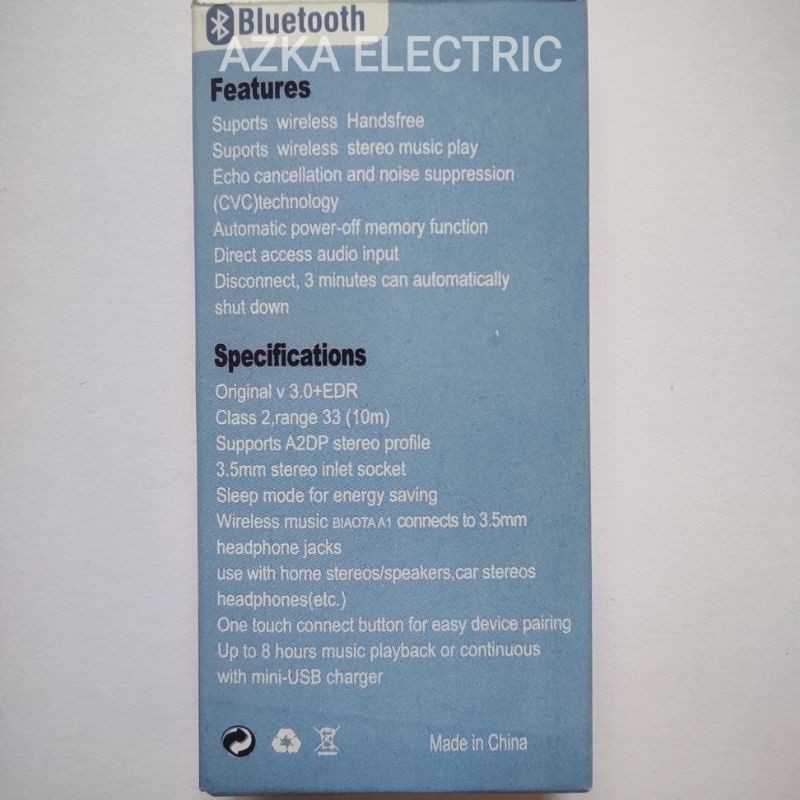 Bluetooth
AZKA ELECTRIC
Features
Suports wireless Handsfree
Suports wireless stereo music play
Echo cancellation and noise suppression
(CVC)technology
Automatic power-off memory function
Direct access audio input
Disconnect, 3 minutes can automatically
shut down
Specifications
Original v 3.0+EDR
Class 2,range 33 (10m)
Supports A2DP stereo profile
3.5mm stereo inlet socket
Sleep mode for energy saving
Wireless music BIAOTA A1 connects to 3.5mm
headphone jacks
use with home stereos/speakers,car stereos
headphones(etc.)
One touch connect button for easy device pairing
Up to 8 hours music playback or continuous
with mini-USB charger
Made in China